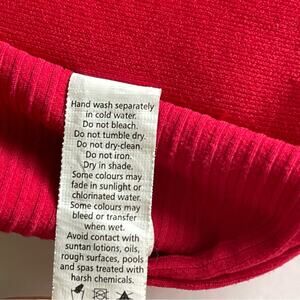 Hand wash separately
in cold water.
Do not bleach.
Do not tumble dry.
Do not dry-clean.
Do not iron.
Dry in shade.
Some colours may
fade in sunlight or
chlorinated water.
Some colours may
bleed or transfer
when wet.
Avoid contact with
suntan lotions, oils,
rough surfaces, pools
and spas treated with
harsh chemicals.